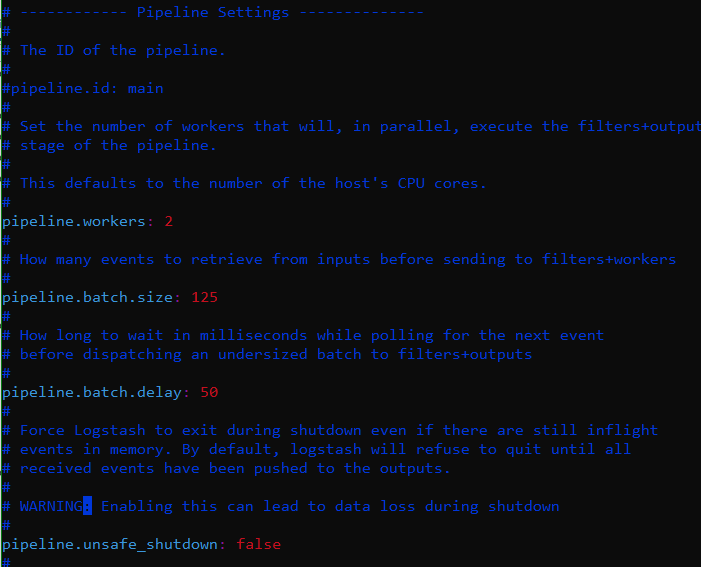 # ------------ Pipeline Settings --------------
#
# The ID of the pipeline.
#
#pipeline.id: main
#
# Set the number of workers that will, in parallel, execute the filters+output
# stage of the pipeline.
#
# This defaults to the number of the host's CPU cores.
#
pipeline.workers: 2
#
# How many events to retrieve from inputs before sending to filters+workers
#
pipeline.batch.size: 125
#
# How long to wait in milliseconds while polling for the next event
# before dispatching an undersized batch to filters+outputs
#
pipeline.batch.delay: 50
#
# Force Logstash to exit during shutdown even if there are still inflight
# events in memory. By default, logstash will refuse to quit until all
# received events have been pushed to the outputs.
#
# WARNING: Enabling this can lead to data loss during shutdown
#
pipeline.unsafe_shutdown: false
#